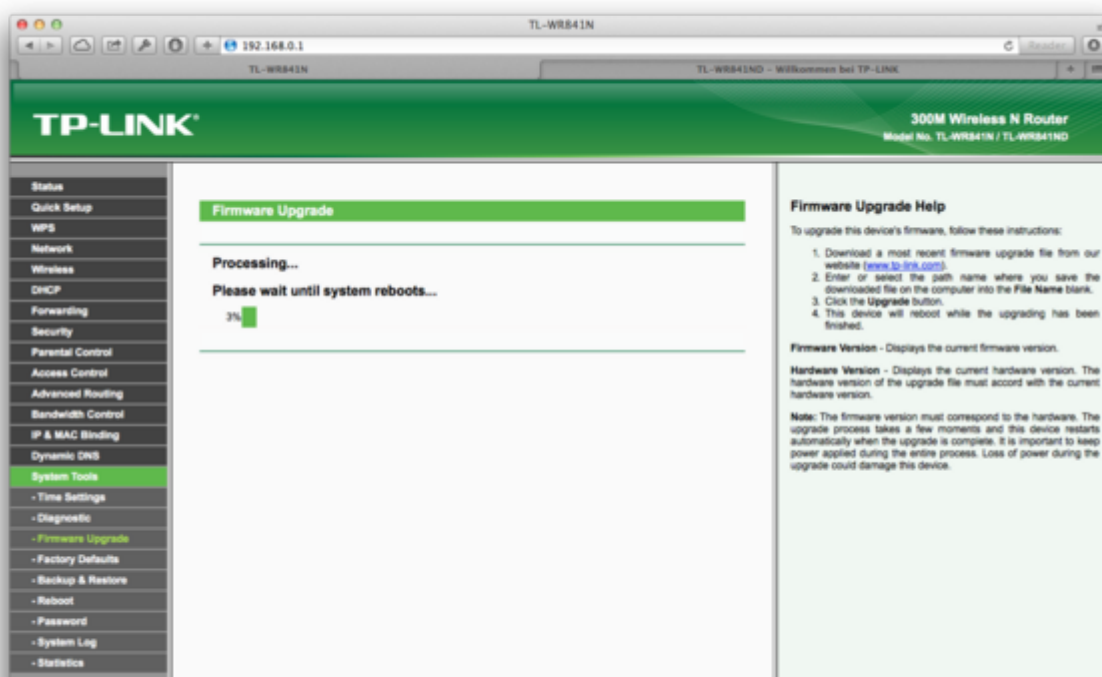 TL-WR841N
192.168.0.1
Reader
TL-WR841N
TL-WR841ND - Willkommen bei TP-LINK
TP-LINK®
300M Wireless N Router
Model No. TL-WR841N / TL-WR841ND
Status
Quick Setup
WPS
Network
Wireless
DHCP
Forwarding
Security
Parental Control
Access Control
Advanced Routing
Bandwidth Control
IP & MAC Binding
Dynamic DNS
System Tools
- Time Settings
- Diagnostic
- Firmware Upgrade
- Factory Defaults
- Backup & Restore
- Reboot
- Password
- System Log
- Statistics
Firmware Upgrade
Processing...
Please wait until system reboots...
3%
Firmware Upgrade Help
To upgrade this device's firmware, follow these instructions:
1. Download a most recent firmware upgrade file from our
website (www.tp-link.com).
2. Enter or select the path name where you save the
downloaded file on the computer into the File Name blank.
3. Click the Upgrade button.
4. This device will reboot while the upgrading has been
finished.
Firmware Version - Displays the current firmware version.
Hardware Version - Displays the current hardware version. The
hardware version of the upgrade file must accord with the current
hardware version.
Note: The firmware version must correspond to the hardware. The
upgrade process takes a few moments and this device restarts
automatically when the upgrade is complete. It is important to keep
power applied during the entire process. Loss of power during the
upgrade could damage this device.